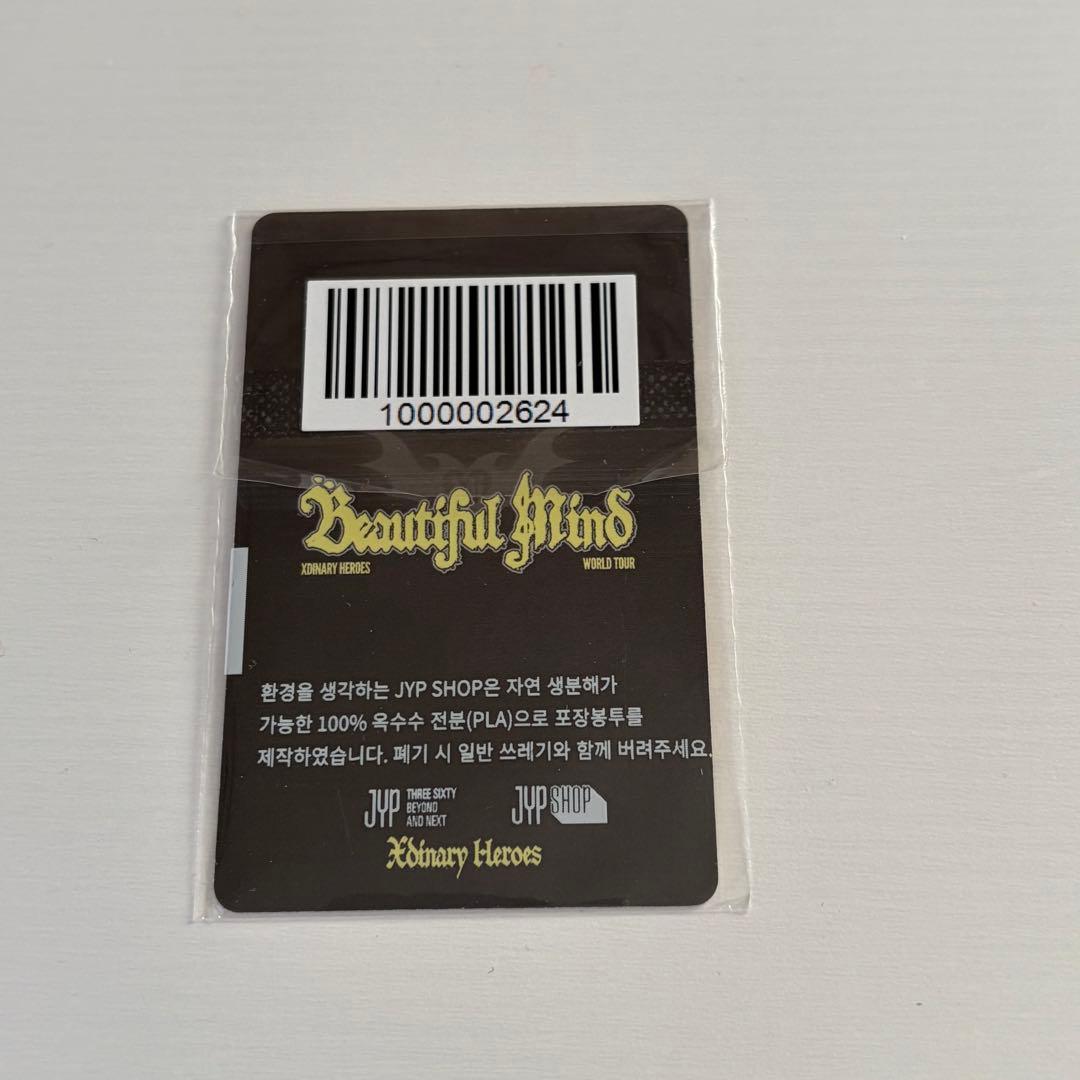 1000002624
Beautiful Mind
XDINARY HEROES WORLD TOUR
환경을 생각하는 JYP SHOP은 자연 생분해가
가능한 100% 옥수수 전분(PLA)으로 포장봉투를
제작하였습니다. 폐기 시 일반 쓰레기와 함께 버려주세요.
JYP THREE SIXTY
BEYOND
AND NEXT
JYP SHOP
Xdinary Heroes